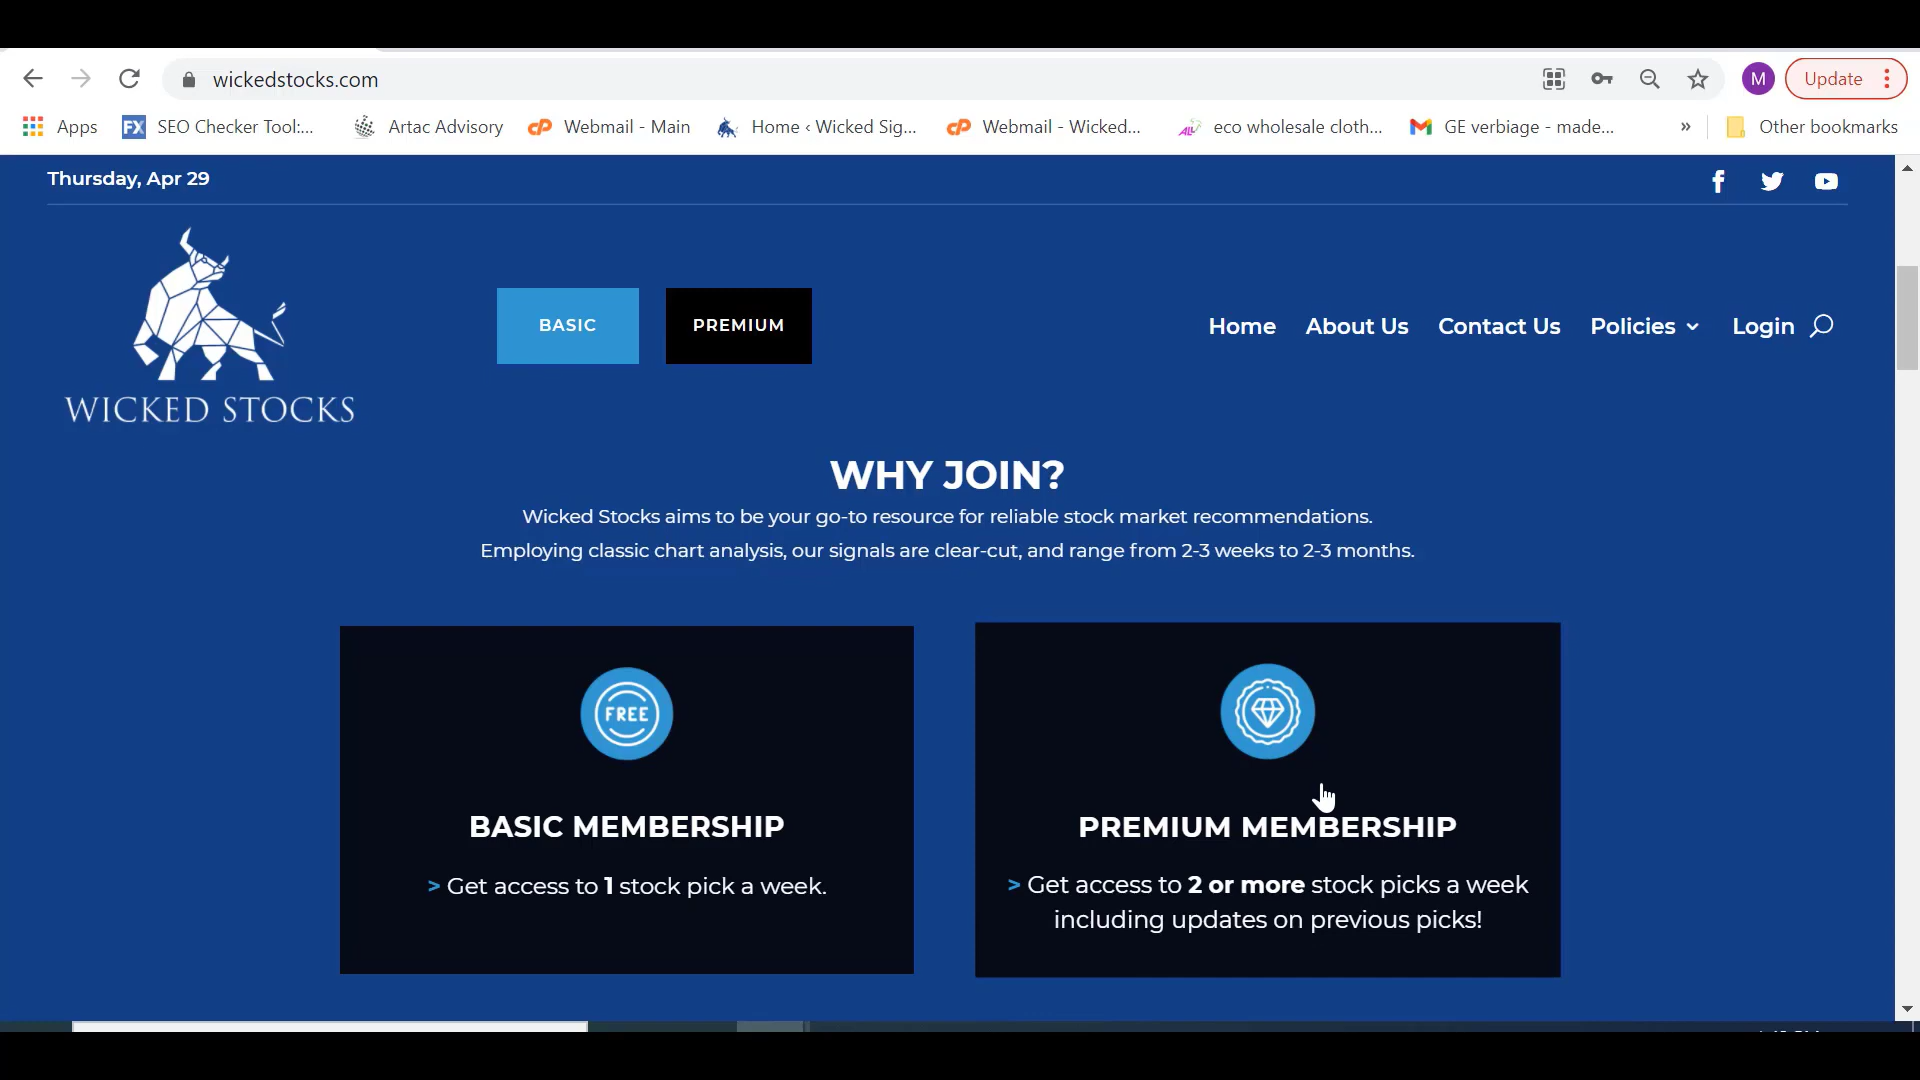 wickedstocks.com
M
Update
Apps
FX
SEO Checker Tool:...
Artac Advisory
cP
Webmail - Main
Home ‹ Wicked Sig...
cP
Webmail - Wicked...
eco wholesale cloth...
GE verbiage - made...
»
Other bookmarks
Thursday, Apr 29
WICKED STOCKS
BASIC
PREMIUM
Home
About Us
Contact Us
Policies
Login
WHY JOIN?
Wicked Stocks aims to be your go-to resource for reliable stock market recommendations.
Employing classic chart analysis, our signals are clear-cut, and range from 2-3 weeks to 2-3 months.
FREE
BASIC MEMBERSHIP
> Get access to 1 stock pick a week.
PREMIUM MEMBERSHIP
> Get access to 2 or more stock picks a week
including updates on previous picks!